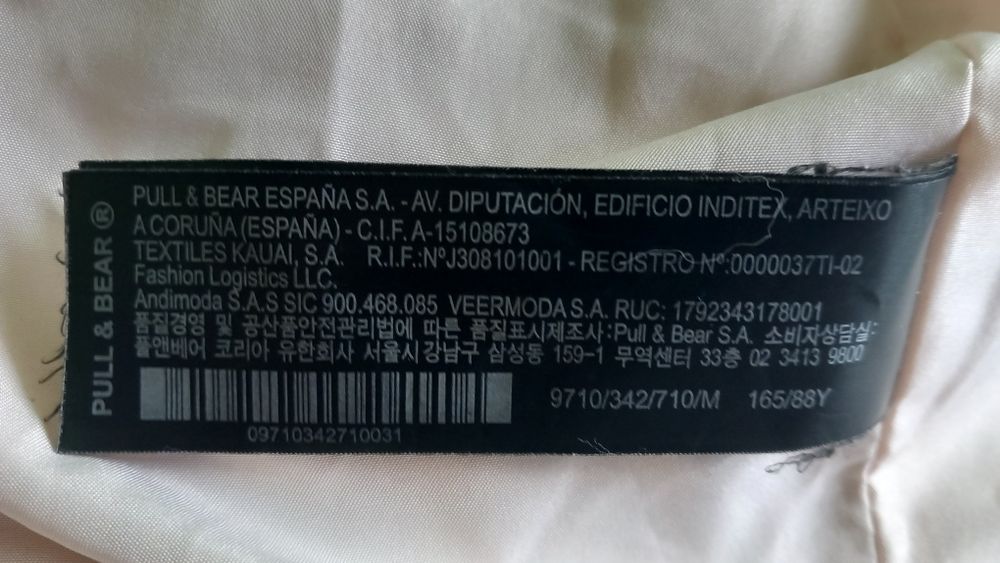 PULL & BEAR ®
PULL & BEAR ESPAÑA S.A. - AV. DIPUTACIÓN, EDIFICIO INDITEX, ARTEIXO
A CORUÑA (ESPAÑA) - C.I.F. A-15108673
TEXTILES KAUAI, S.A. R.I.F.:NºJ308101001 - REGISTRO Nº:0000037TI-02
Fashion Logistics LLC.
Andimoda S.A.S SIC 900.468.085 VEERMODA S.A. RUC: 1792343178001
품질경영 및 공산품안전관리법에 따른 품질표시제조사:Pull & Bear S.A. 소비자상담실:
풀앤베어 코리아 유한회사 서울시 강남구 삼성동 159-1 무역센터 33층 02 3413 9800
9710/342/710/M 165/88Y
09710342710031